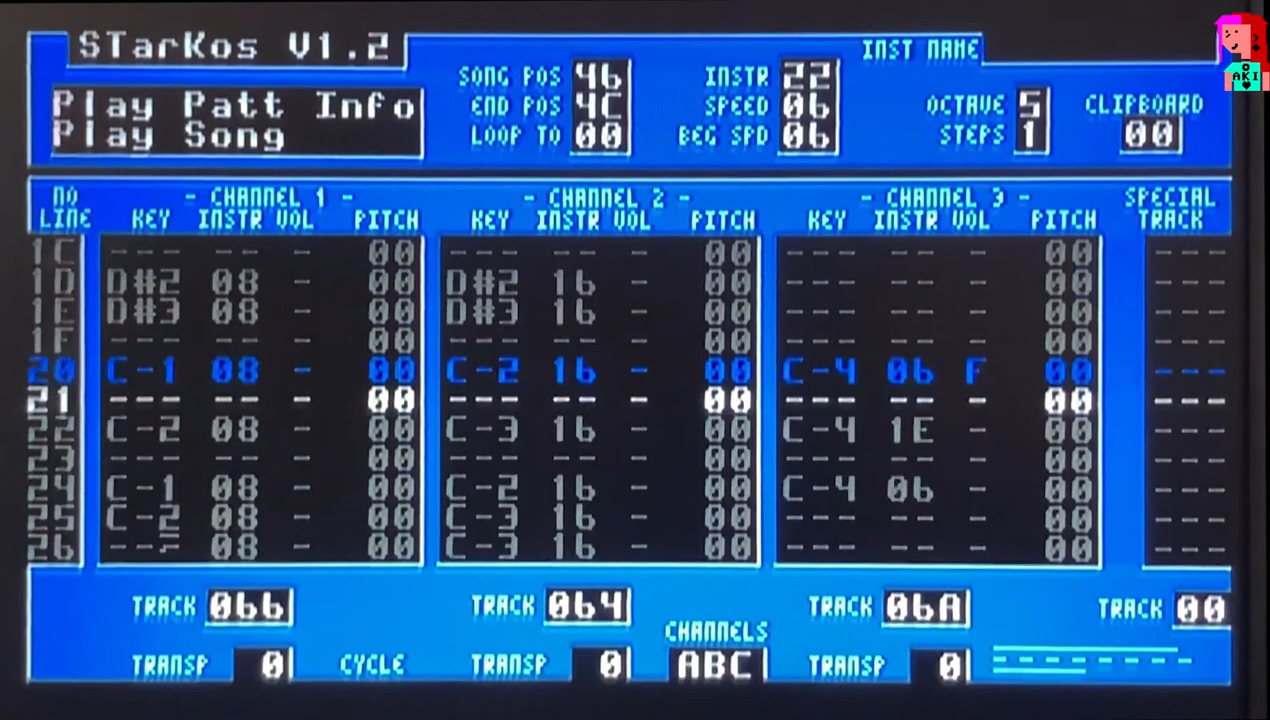 STarKos V1.2
INST NAME
AKI
SONG POS 46 INSTR 22
Play Patt Info END POS 4C SPEED 06 OCTAVE 5 CLIPBOARD
Play Song LOOP TO 00 BEG SPD 06 STEPS 1 00
NO - CHANNEL 1 - - CHANNEL 2 - - CHANNEL 3 - SPECIAL
LINE KEY INSTR VOL PITCH KEY INSTR VOL PITCH KEY INSTR VOL PITCH TRACK
1C --- -- - 00 --- -- - 00 --- -- - 00 ---
1D D#2 08 - 00 D#2 16 - 00 --- -- - 00 ---
1E D#3 08 - 00 D#3 16 - 00 --- -- - 00 ---
1F --- -- - 00 --- -- - 00 --- -- - 00 ---
20 C-1 08 - 00 C-2 16 - 00 C-4 06 F 00 ---
21 --- -- - 00 --- -- - 00 --- -- - 00 ---
22 C-2 08 - 00 C-3 16 - 00 C-4 1E - 00 ---
23 --- -- - 00 --- -- - 00 --- -- - 00 ---
24 C-1 08 - 00 C-2 16 - 00 C-4 06 - 00 ---
25 C-2 08 - 00 C-3 16 - 00 --- -- - 00 ---
26 --- 08 - 00 C-3 16 - 00 --- -- - 00 ---
TRACK 066 TRACK 064 TRACK 06A TRACK 00
CHANNELS
TRANSP 0 CYCLE TRANSP 0 ABC TRANSP 0